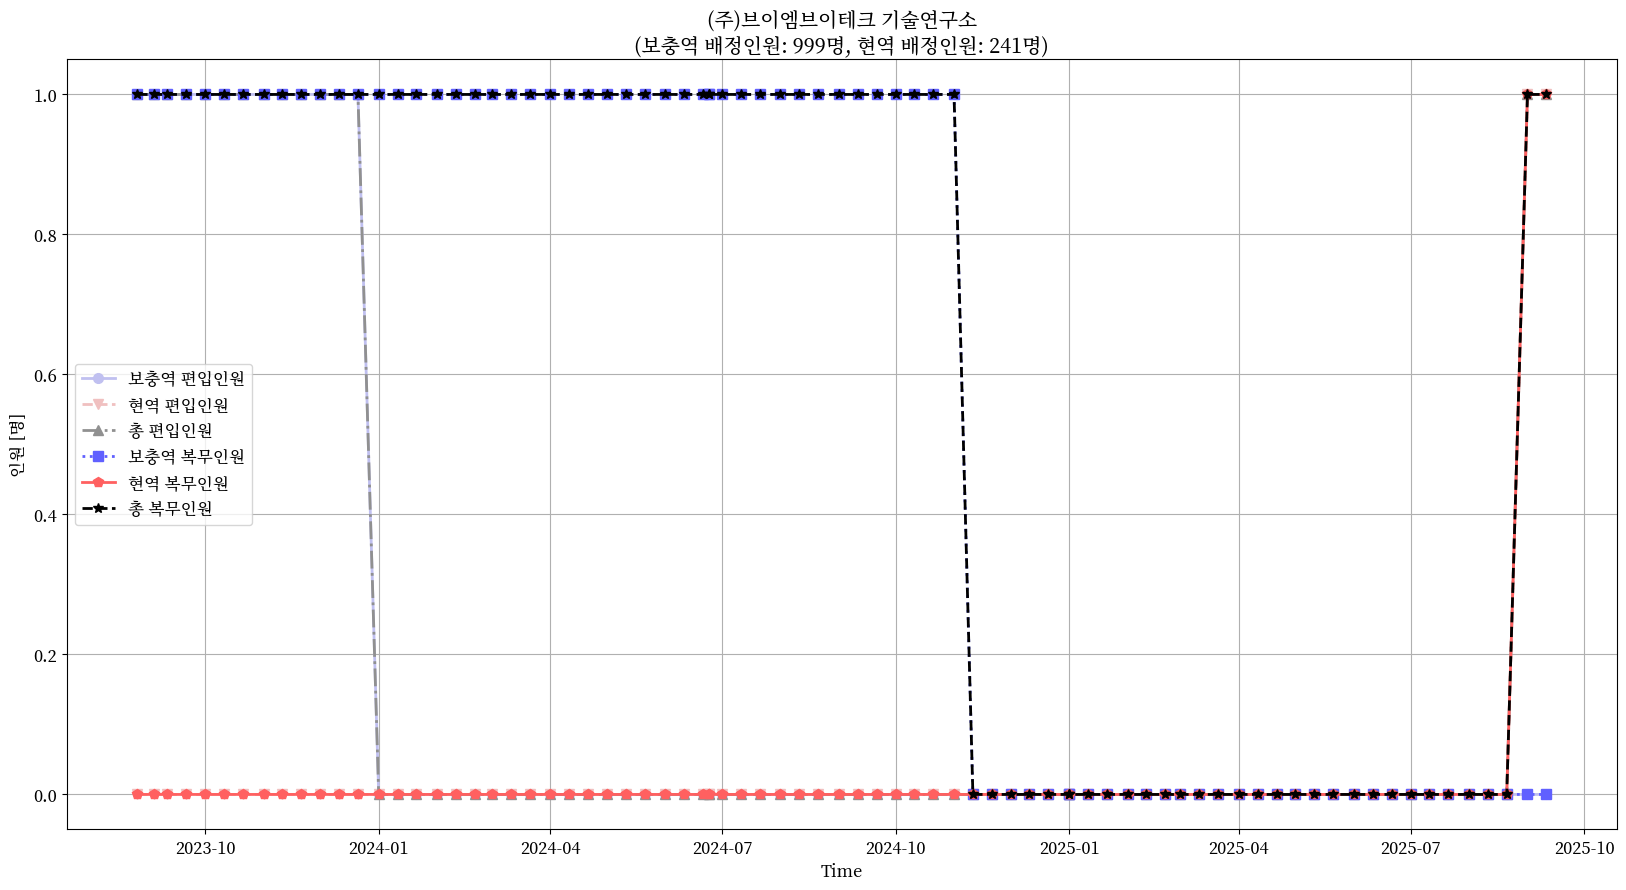 (주)브이엠브이테크 기술연구소
(보충역 배정인원: 999명, 현역 배정인원: 241명)
인원 [명]
1.0
0.8
0.6
0.4
0.2
0.0
보충역 편입인원
현역 편입인원
총 편입인원
보충역 복무인원
현역 복무인원
총 복무인원
2023-10
2024-01
2024-04
2024-07
2024-10
2025-01
2025-04
2025-07
2025-10
Time